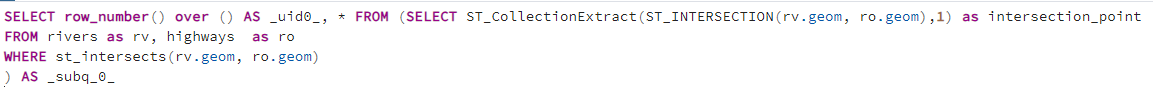 SELECT row_number() over () AS _uid0_, * FROM (SELECT ST_CollectionExtract(ST_INTERSECTION(rv.geom, ro.geom),1) as intersection_point
FROM rivers as rv, highways  as ro
WHERE st_intersects(rv.geom, ro.geom)
) AS _subq_0_